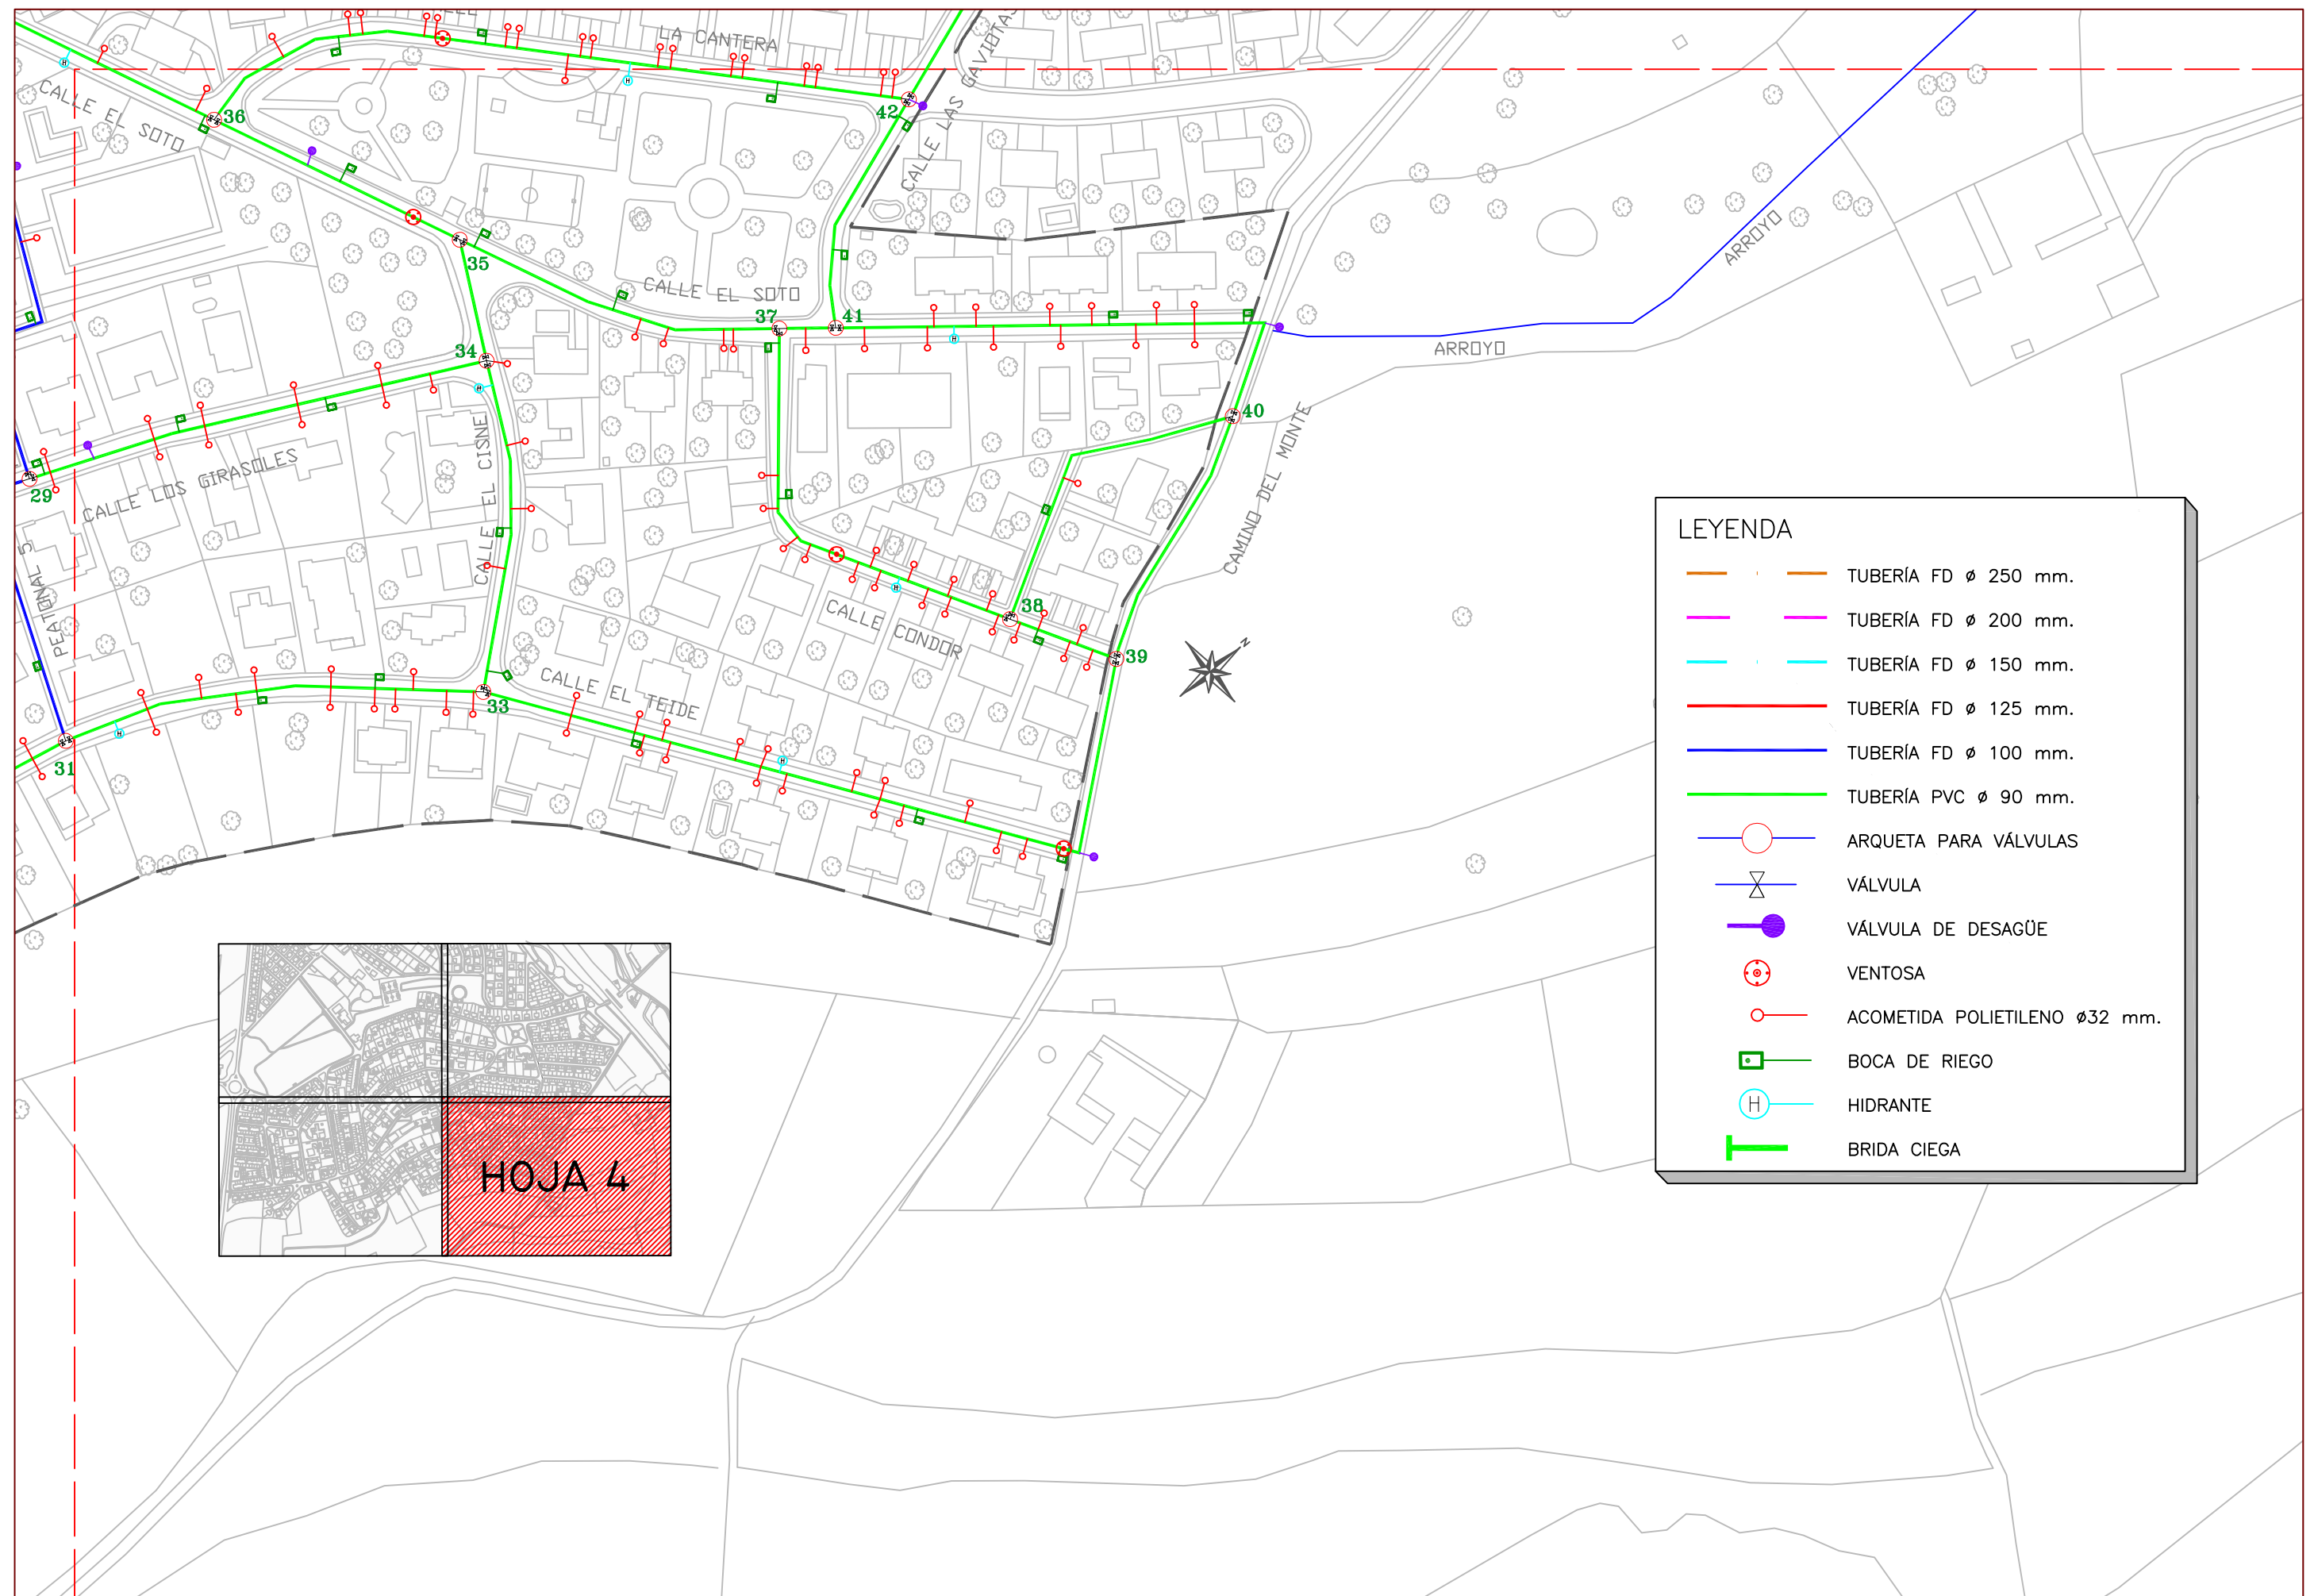 LA CANTERA
CALLE LAS GAVIOTAS
CALLE EL SOTO
36
42
35
CALLE EL SOTO
37
41
34
40
ARROYO
ARROYO
29
CALLE LOS GIRASOLES
CALLE EL CISNE
CAMINO DEL MONTE
PEATONAL 5
38
CALLE CONDOR
39
N
CALLE EL TEIDE
33
31
H
H
H
H
H
H
H
HOJA 4
LEYENDA
TUBERÍA FD ø 250 mm.
TUBERÍA FD ø 200 mm.
TUBERÍA FD ø 150 mm.
TUBERÍA FD ø 125 mm.
TUBERÍA FD ø 100 mm.
TUBERÍA PVC ø 90 mm.
ARQUETA PARA VÁLVULAS
VÁLVULA
VÁLVULA DE DESAGÜE
VENTOSA
ACOMETIDA POLIETILENO ø32 mm.
BOCA DE RIEGO
H HIDRANTE
BRIDA CIEGA